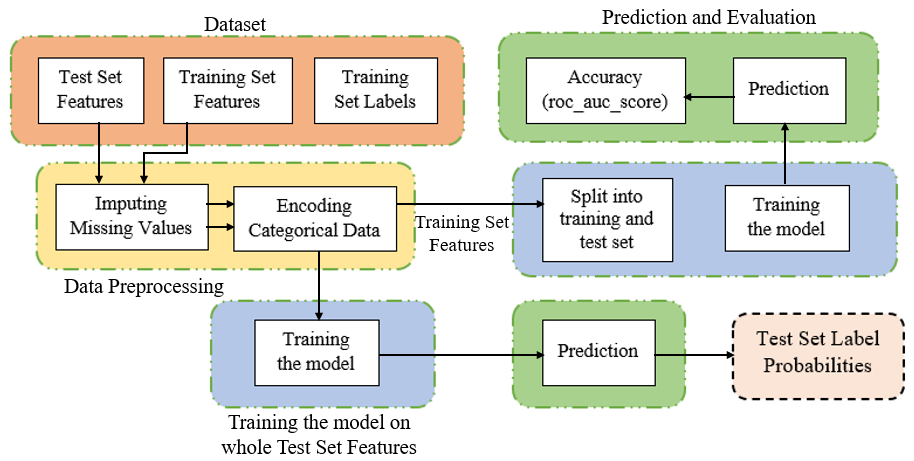 Dataset
Prediction and Evaluation
Test Set
Features
Training Set
Features
Training
Set Labels
Accuracy
(roc_auc_score)
Prediction
Imputing
Missing Values
Encoding
Categorical Data
Training Set
Features
Split into
training and
test set
Training
the model
Data Preprocessing
Training
the model
Prediction
Test Set Label
Probabilities
Training the model on
whole Test Set Features